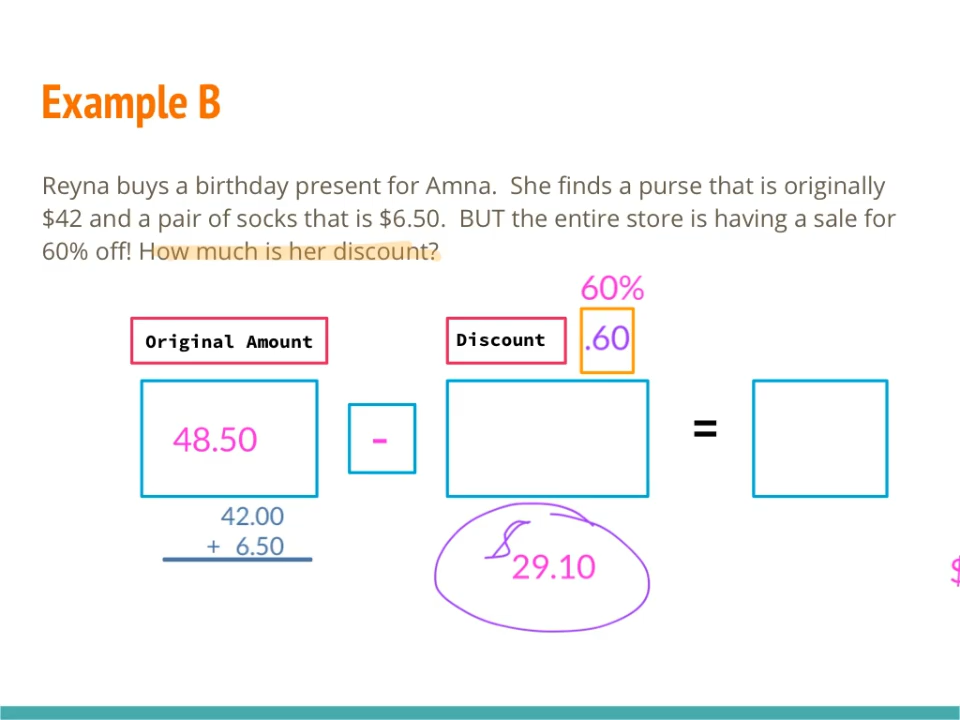 Example B
Reyna buys a birthday present for Amna. She finds a purse that is originally
$42 and a pair of socks that is $6.50. BUT the entire store is having a sale for
60% off! How much is her discount?
60%
Original Amount
Discount
.60
48.50
-
=
42.00
+ 6.50
$ 29.10
$